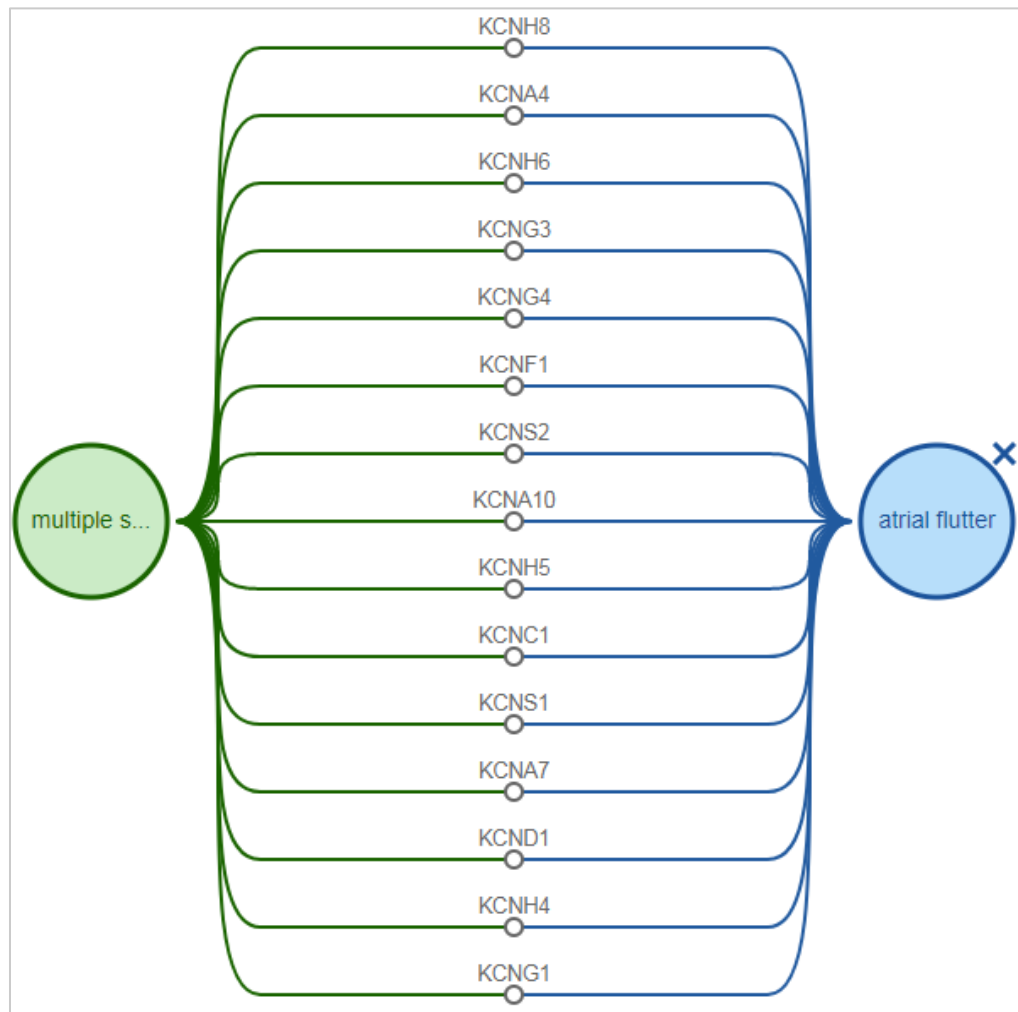 KCNH8
KCNA4
KCNH6
KCNG3
KCNG4
KCNF1
KCNS2
multiple s...
KCNA10
atrial flutter
KCNH5
KCNC1
KCNS1
KCNA7
KCND1
KCNH4
KCNG1